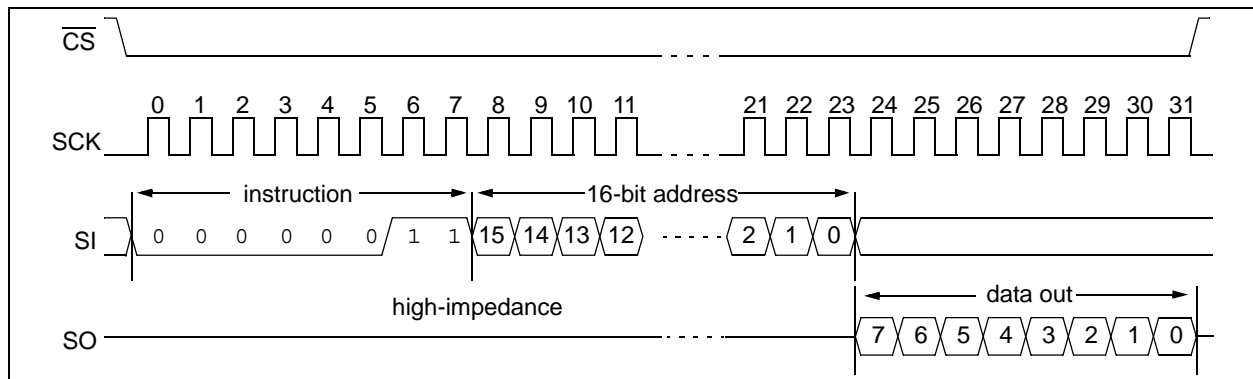 CS
0 1 2 3 4 5 6 7 8 9 10 11 21 22 23 24 25 26 27 28 29 30 31
SCK
instruction 16-bit address
SI 0 0 0 0 0 0 1 1 15 14 13 12 2 1 0
high-impedance data out
SO 7 6 5 4 3 2 1 0